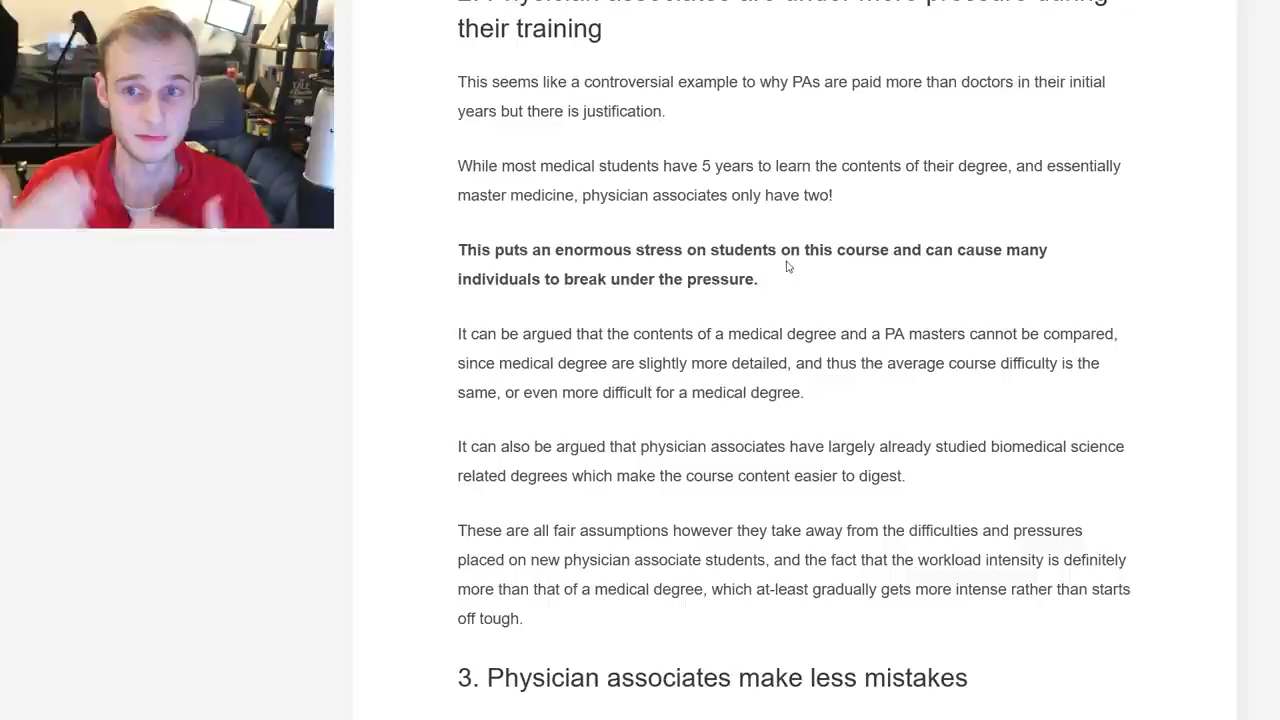 2. Physician associates are under more pressure during
their training
This seems like a controversial example to why PAs are paid more than doctors in their initial
years but there is justification.
While most medical students have 5 years to learn the contents of their degree, and essentially
master medicine, physician associates only have two!
This puts an enormous stress on students on this course and can cause many
individuals to break under the pressure.
It can be argued that the contents of a medical degree and a PA masters cannot be compared,
since medical degree are slightly more detailed, and thus the average course difficulty is the
same, or even more difficult for a medical degree.
It can also be argued that physician associates have largely already studied biomedical science
related degrees which make the course content easier to digest.
These are all fair assumptions however they take away from the difficulties and pressures
placed on new physician associate students, and the fact that the workload intensity is definitely
more than that of a medical degree, which at-least gradually gets more intense rather than starts
off tough.
3. Physician associates make less mistakes